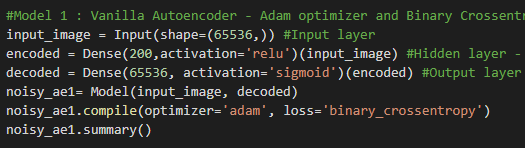 #Model 1 : Vanilla Autoencoder - Adam optimizer and Binary Crossent
input_image = Input(shape=(65536,)) #Input layer
encoded = Dense(200,activation='relu')(input_image) #Hidden layer -
decoded = Dense(65536, activation='sigmoid')(encoded) #Output layer
noisy_ae1= Model(input_image, decoded)
noisy_ae1.compile(optimizer='adam', loss='binary_crossentropy')
noisy_ae1.summary()